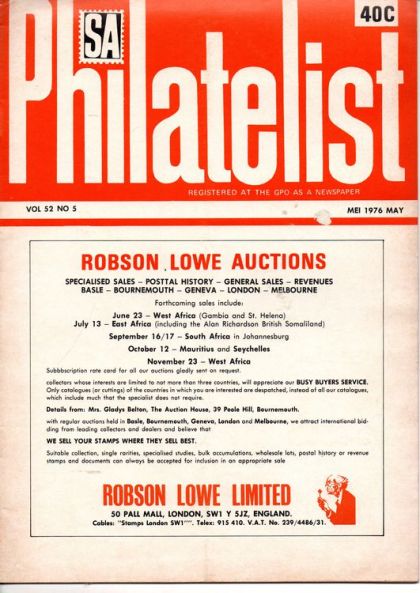 40C
SA
Philatelist
REGISTERED AT THE GPO AS A NEWSPAPER
VOL 52 NO 5 MEI 1976 MAY
ROBSON LOWE AUCTIONS
SPECIALISED SALES – POSTTAL HISTORY – GENERAL SALES – REVENUES
BASLE – BOURNEMOUTH – GENEVA – LONDON – MELBOURNE
Forthcoming sales include:
June 23 – West Africa (Gambia and St. Heleno)
July 13 – East Africa (including the Alan Richardson British Somaliland)
September 16/17 – South Africa in Johannesburg
October 12 – Mauritius and Seychelles
November 23 – West Africa
Subbbscription rate card for all our auctions gledly sent on request.
collectors whose interests are limited to not more than three countries, will appreciate our BUSY BUYERS SERVICE.
Only catalogues (or cuttings) of the countries in which you are interested are despatched, instead of all our catalogues,
which include much that the specialist does not require.
Details from: Mrs. Gladys Belton, The Auction House, 39 Poole Hill, Bournemouth.
with regular auctions held in Basle, Bournemouth, Geneva, London and Melbourne, we attract international bid-
ding from leading collectors and dealers and believe that
WE SELL YOUR STAMPS WHERE THEY SELL BEST.
Suitable collection, single rarities, specialised studies, bulk accumulations, wholesale lots, postal history or revenue
stamps and documents can always be accepted for inclusion in an appropriate sale
ROBSON LOWE LIMITED
50 PALL MALL, LONDON, SW1 Y 5JZ, ENGLAND.
Cables: "Stamps London SW1"". Telex: 915 410. V.A.T. No. 239/4486/31.